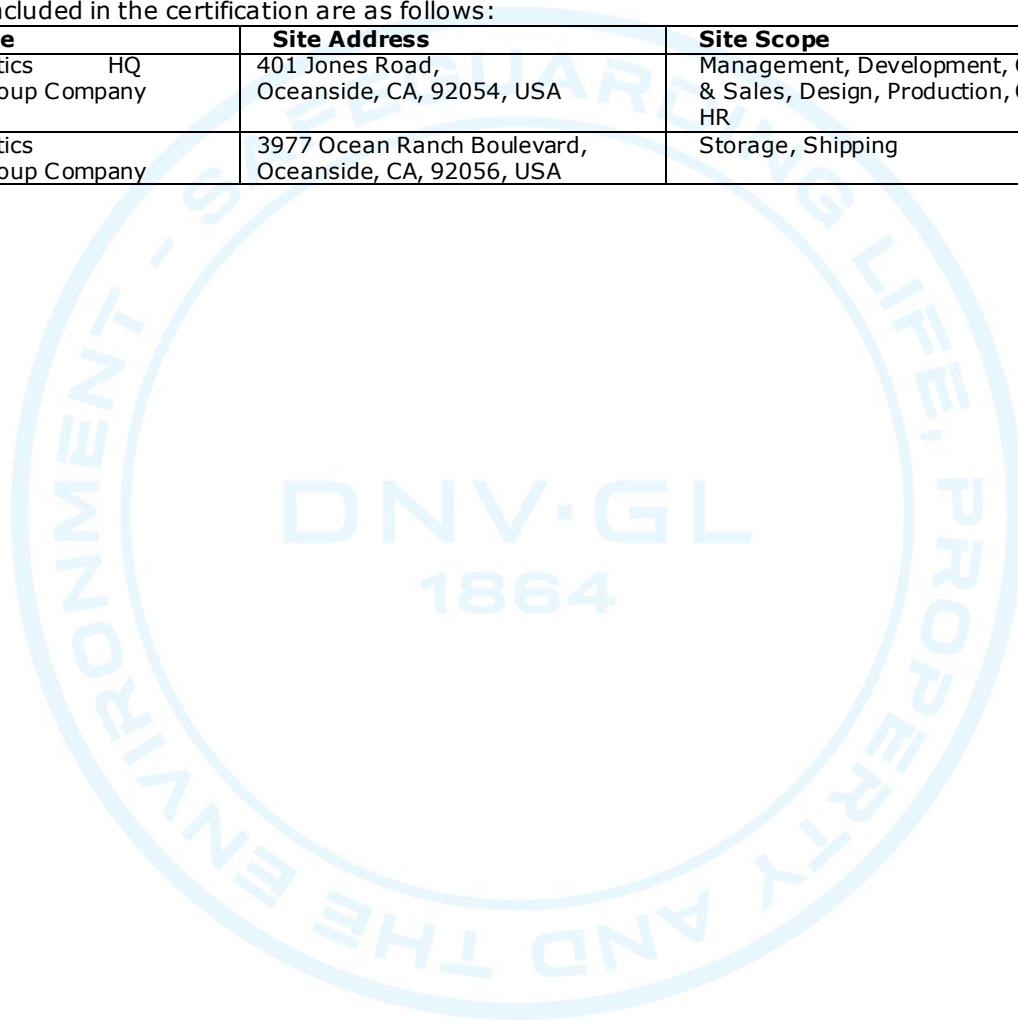 ncluded in the certification are as follows:
e Site Address Site Scope
tics HQ 401 Jones Road, Management, Development,
oup Company Oceanside, CA, 92054, USA & Sales, Design, Production,
HR
tics 3977 Ocean Ranch Boulevard, Storage, Shipping
oup Company Oceanside, CA, 92056, USA
SAFEGUARDING LIFE, PROPERTY AND THE ENVIRONMENT -
DNV·GL
1864